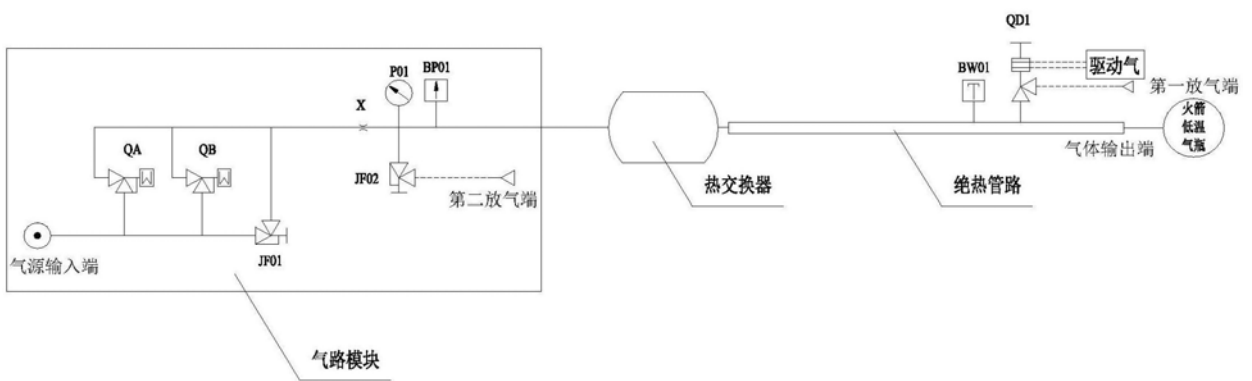 QD1
P01 BP01
BW01
驱动气
第一放气端
X
火箭
低温
气瓶
QA
QB
气体输出端
JF02
第二放气端
热交换器
绝热管路
气源输入端
JF01
气路模块